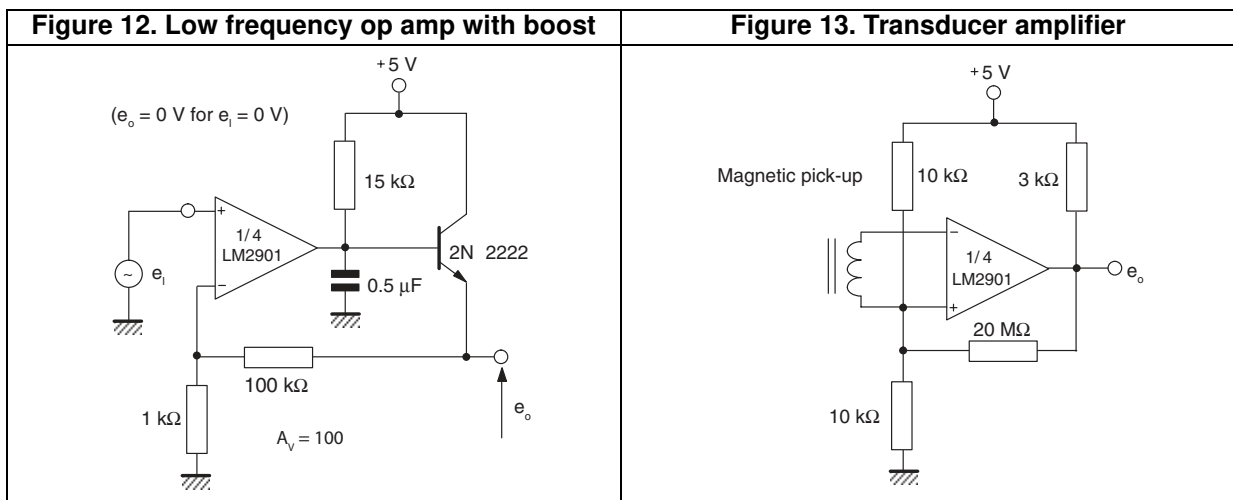 Figure 12. Low frequency op amp with boost
+5 V
(eo = 0 V for eI = 0 V)
15 kΩ
+
1/4
LM2901
−
2N 2222
~
eI
0.5 µF
100 kΩ
1 kΩ
eo
AV = 100
Figure 13. Transducer amplifier
+5 V
Magnetic pick-up
10 kΩ
3 kΩ
−
1/4
LM2901
+
eo
20 MΩ
10 kΩ